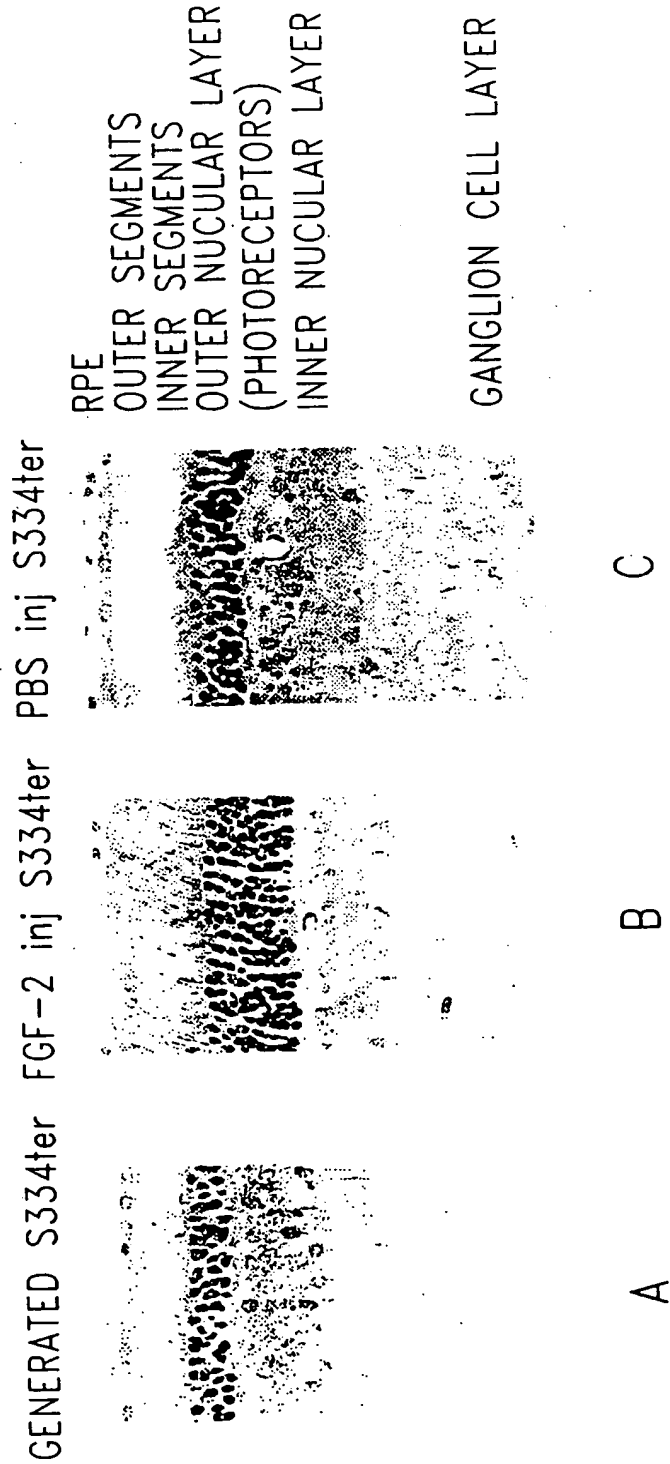 GENERATED S334ter
FGF-2 inj S334ter
PBS inj S334ter
RPE
OUTER SEGMENTS
INNER SEGMENTS
OUTER NUCULAR LAYER
(PHOTORECEPTORS)
INNER NUCULAR LAYER
GANGLION CELL LAYER
A
B
C